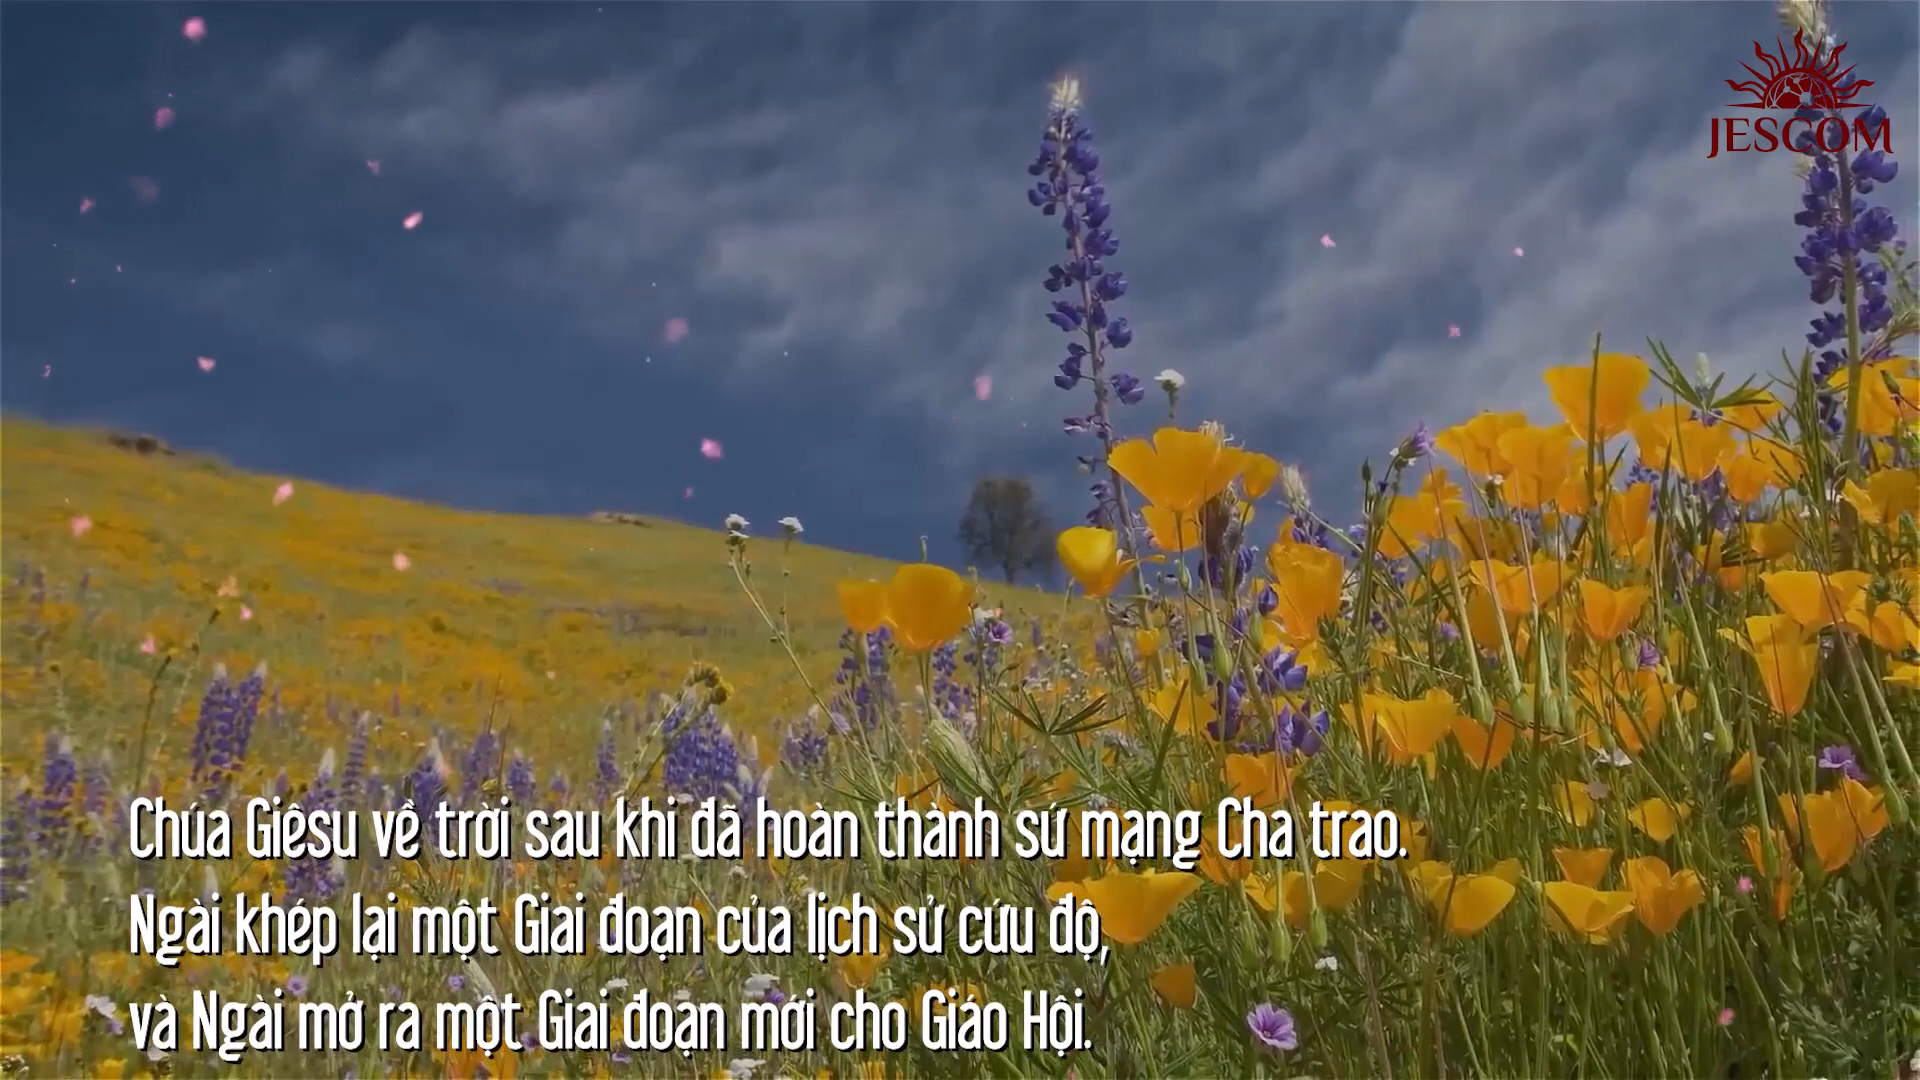 JESCOM
Chúa Giêsu về trời sau khi đã hoàn thành sứ mạng Cha trao.
Ngài khép lại một Giai đoạn của lịch sử cứu độ,
và Ngài mở ra một Giai đoạn mới cho Giáo Hội.